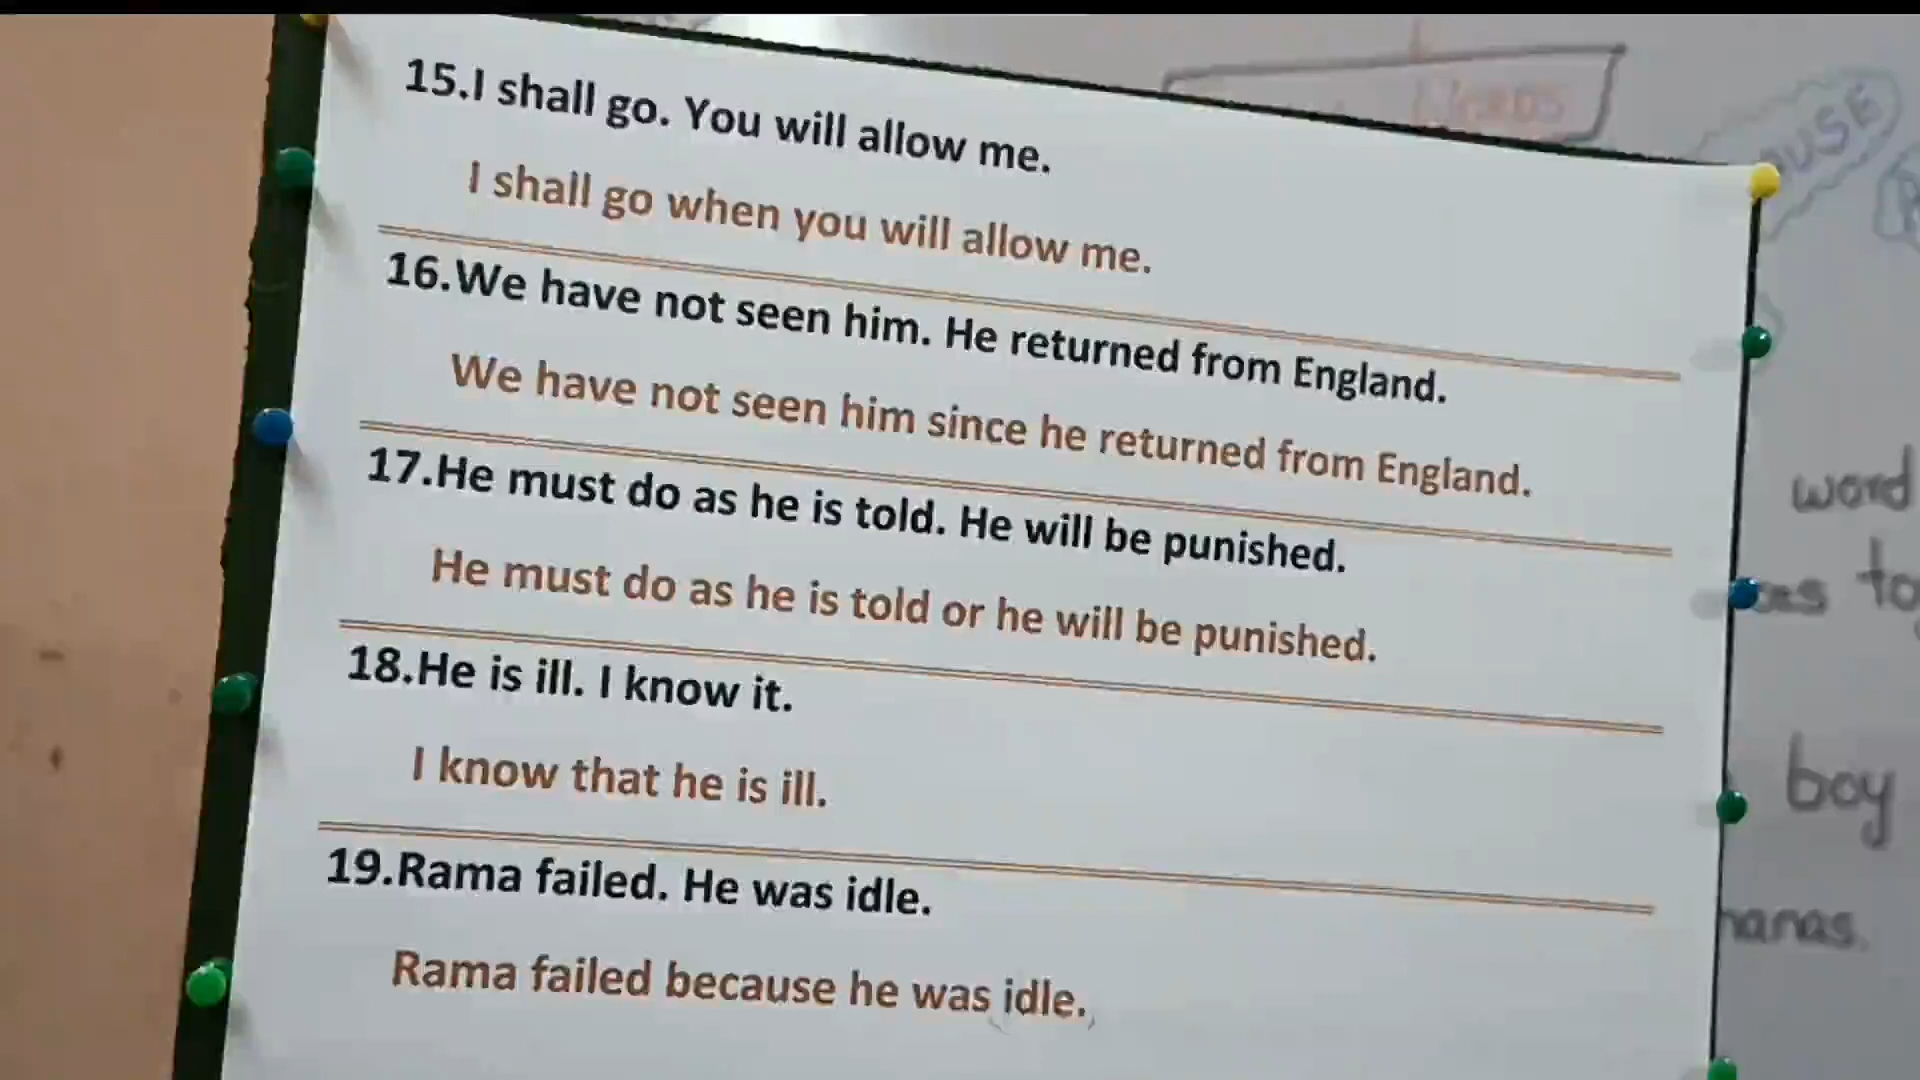 15.I shall go. You will allow me.
I shall go when you will allow me.
16.We have not seen him. He returned from England.
We have not seen him since he returned from England.
17.He must do as he is told. He will be punished.
He must do as he is told or he will be punished.
18.He is ill. I know it.
I know that he is ill.
19.Rama failed. He was idle.
Rama failed because he was idle.
word
to
boy